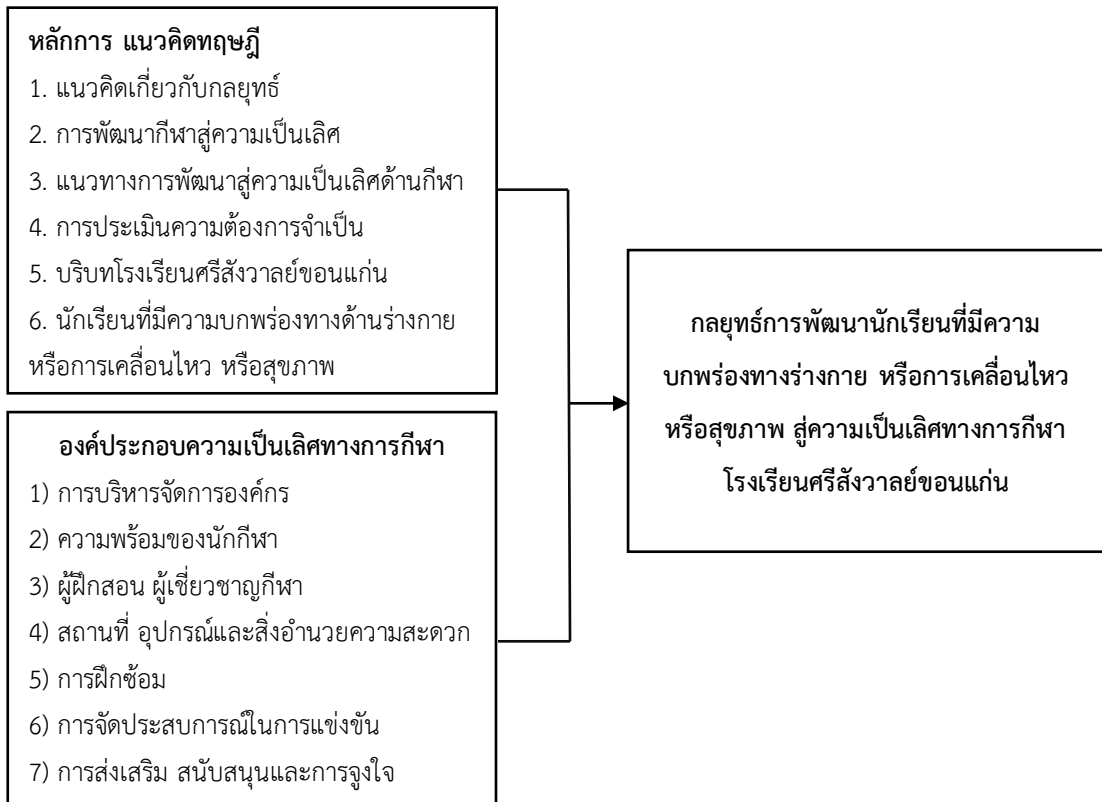 หลักการ แนวคิดทฤษฎี
1. แนวคิดเกี่ยวกับกลยุทธ์
2. การพัฒนากีฬาสู่ความเป็นเลิศ
3. แนวทางการพัฒนาสู่ความเป็นเลิศด้านกีฬา
4. การประเมินความต้องการจำเป็น
5. บริบทโรงเรียนศรีสังวาลย์ขอนแก่น
6. นักเรียนที่มีความบกพร่องทางด้านร่างกาย
หรือการเคลื่อนไหว หรือสุขภาพ
องค์ประกอบความเป็นเลิศทางการกีฬา
1) การบริหารจัดการองค์กร
2) ความพร้อมของนักกีฬา
3) ผู้ฝึกสอน ผู้เชี่ยวชาญกีฬา
4) สถานที่ อุปกรณ์และสิ่งอำนวยความสะดวก
5) การฝึกซ้อม
6) การจัดประสบการณ์ในการแข่งขัน
7) การส่งเสริม สนับสนุนและการจูงใจ
กลยุทธ์การพัฒนานักเรียนที่มีความ
บกพร่องทางร่างกาย หรือการเคลื่อนไหว
หรือสุขภาพ สู่ความเป็นเลิศทางการกีฬา
โรงเรียนศรีสังวาลย์ขอนแก่น